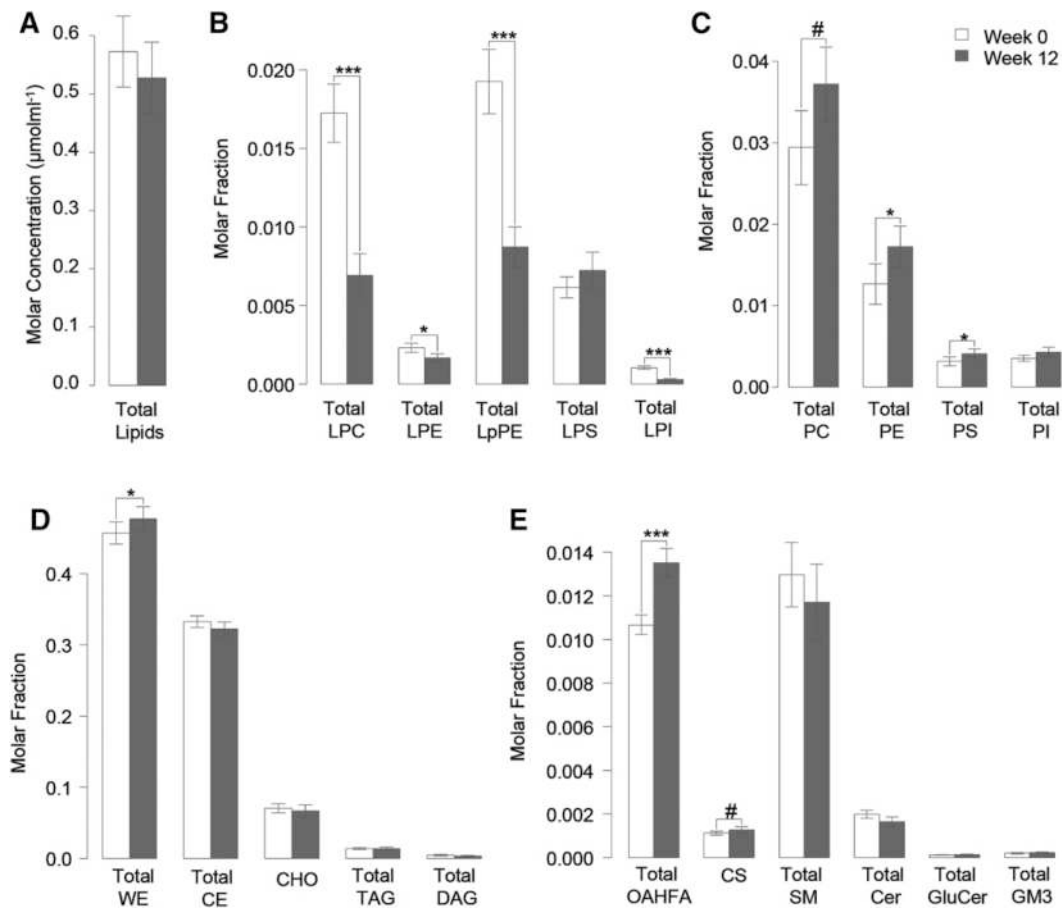 A
Molar Concentration (µmolml⁻¹)
0.6
0.5
0.4
0.3
0.2
0.1
0.0
Total
Lipids
B
Molar Fraction
0.020
0.015
0.010
0.005
0.000
***
*
***
***
Total
LPC
Total
LPE
Total
LpPE
Total
LPS
Total
LPI
C
Week 0
Week 12
Molar Fraction
0.04
0.03
0.02
0.01
0.00
#
*
*
Total
PC
Total
PE
Total
PS
Total
PI
D
Molar Fraction
0.4
0.3
0.2
0.1
0.0
*
Total
WE
Total
CE
CHO
Total
TAG
Total
DAG
E
Molar Fraction
0.014
0.012
0.010
0.008
0.006
0.004
0.002
0.000
***
#
Total
OAHFA
CS
Total
SM
Total
Cer
Total
GluCer
Total
GM3